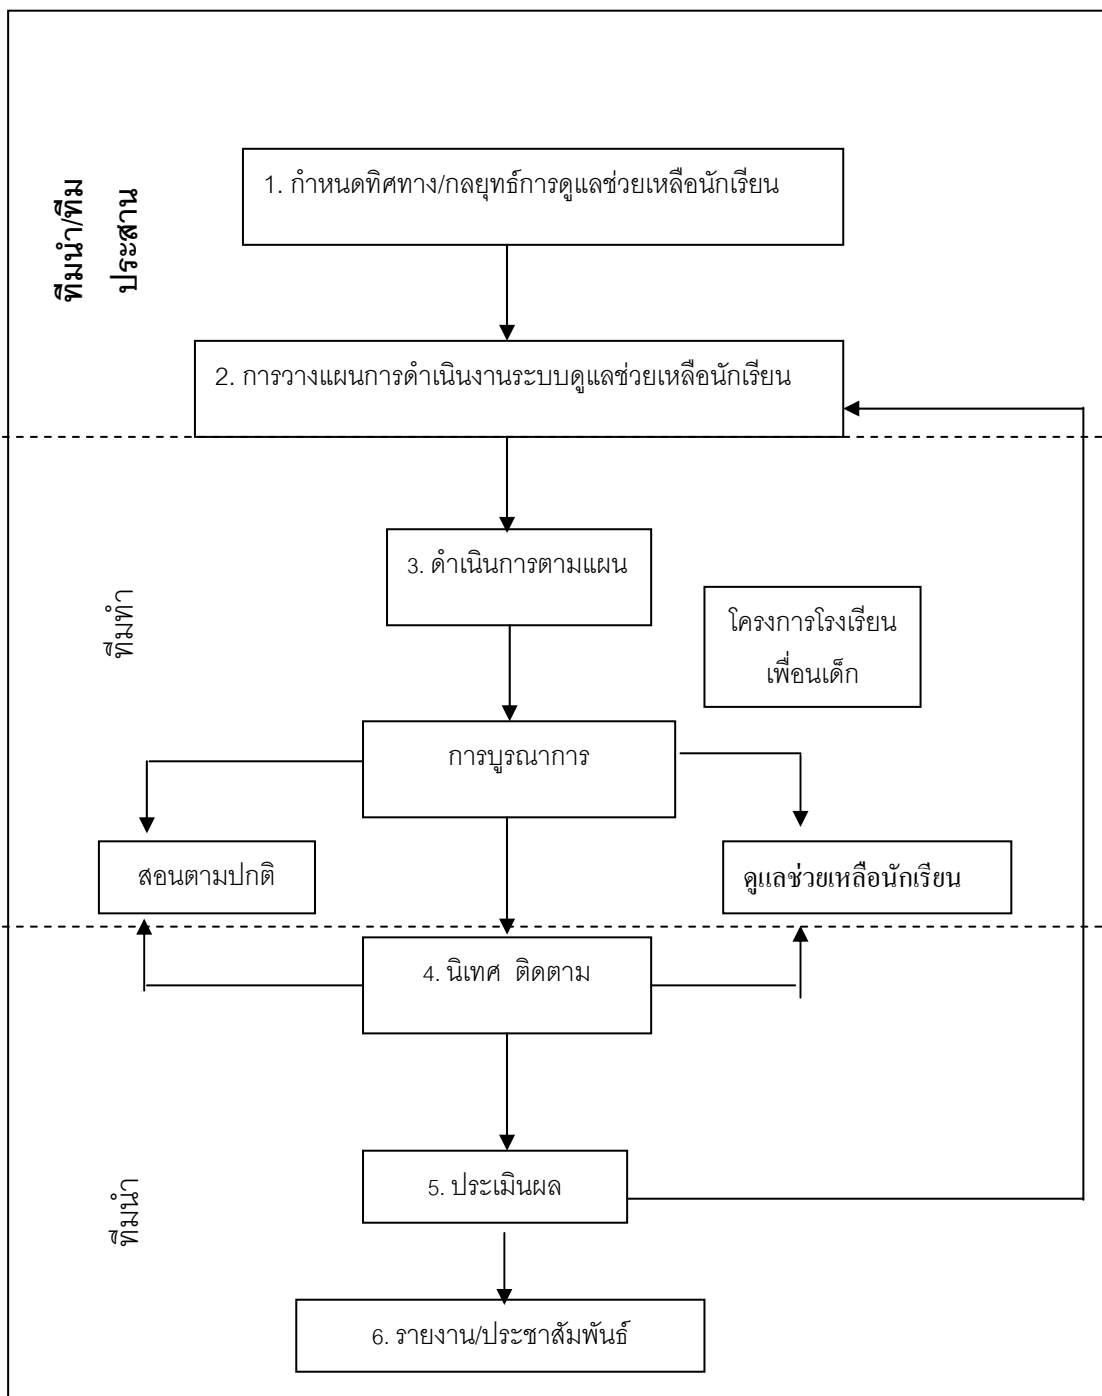 ทีมนำ/ทีม
ประสาน
1. กำหนดทิศทาง/กลยุทธ์การดูแลช่วยเหลือนักเรียน
2. การวางแผนการดำเนินงานระบบดูแลช่วยเหลือนักเรียน
ทีมทำ
3. ดำเนินการตามแผน
โครงการโรงเรียน
เพื่อนเด็ก
การบูรณาการ
สอนตามปกติ
ดูแลช่วยเหลือนักเรียน
4. นิเทศ ติดตาม
ทีมนำ
5. ประเมินผล
6. รายงาน/ประชาสัมพันธ์